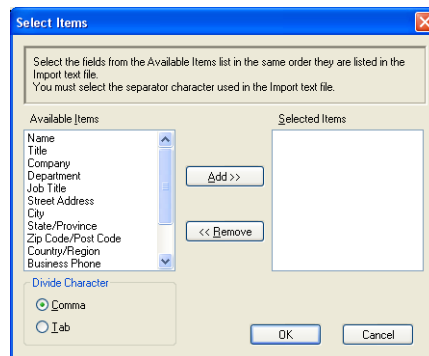 Select Items
Select the fields from the Available Items list in the same order they are listed in the
Import text file.
You must select the separator character used in the Import text file.
Available Items
Selected Items
Name
Title
Company
Department
Job Title
Street Address
City
State/Province
Zip Code/Post Code
Country/Region
Business Phone
Add >>
<< Remove
Divide Character
Comma
Tab
OK
Cancel